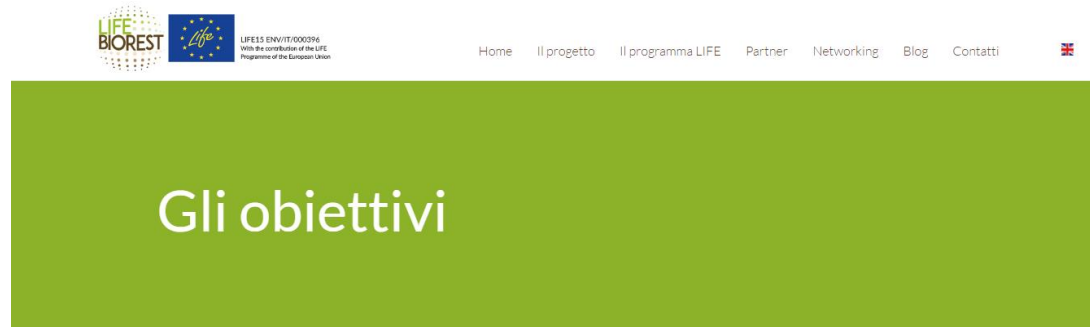 LIFE
BIOREST
Life
LIFE15 ENV/IT/000396
With the contribution of the LIFE
Programme of the European Union
Home Il progetto Il programma LIFE Partner Networking Blog Contatti
Gli obiettivi